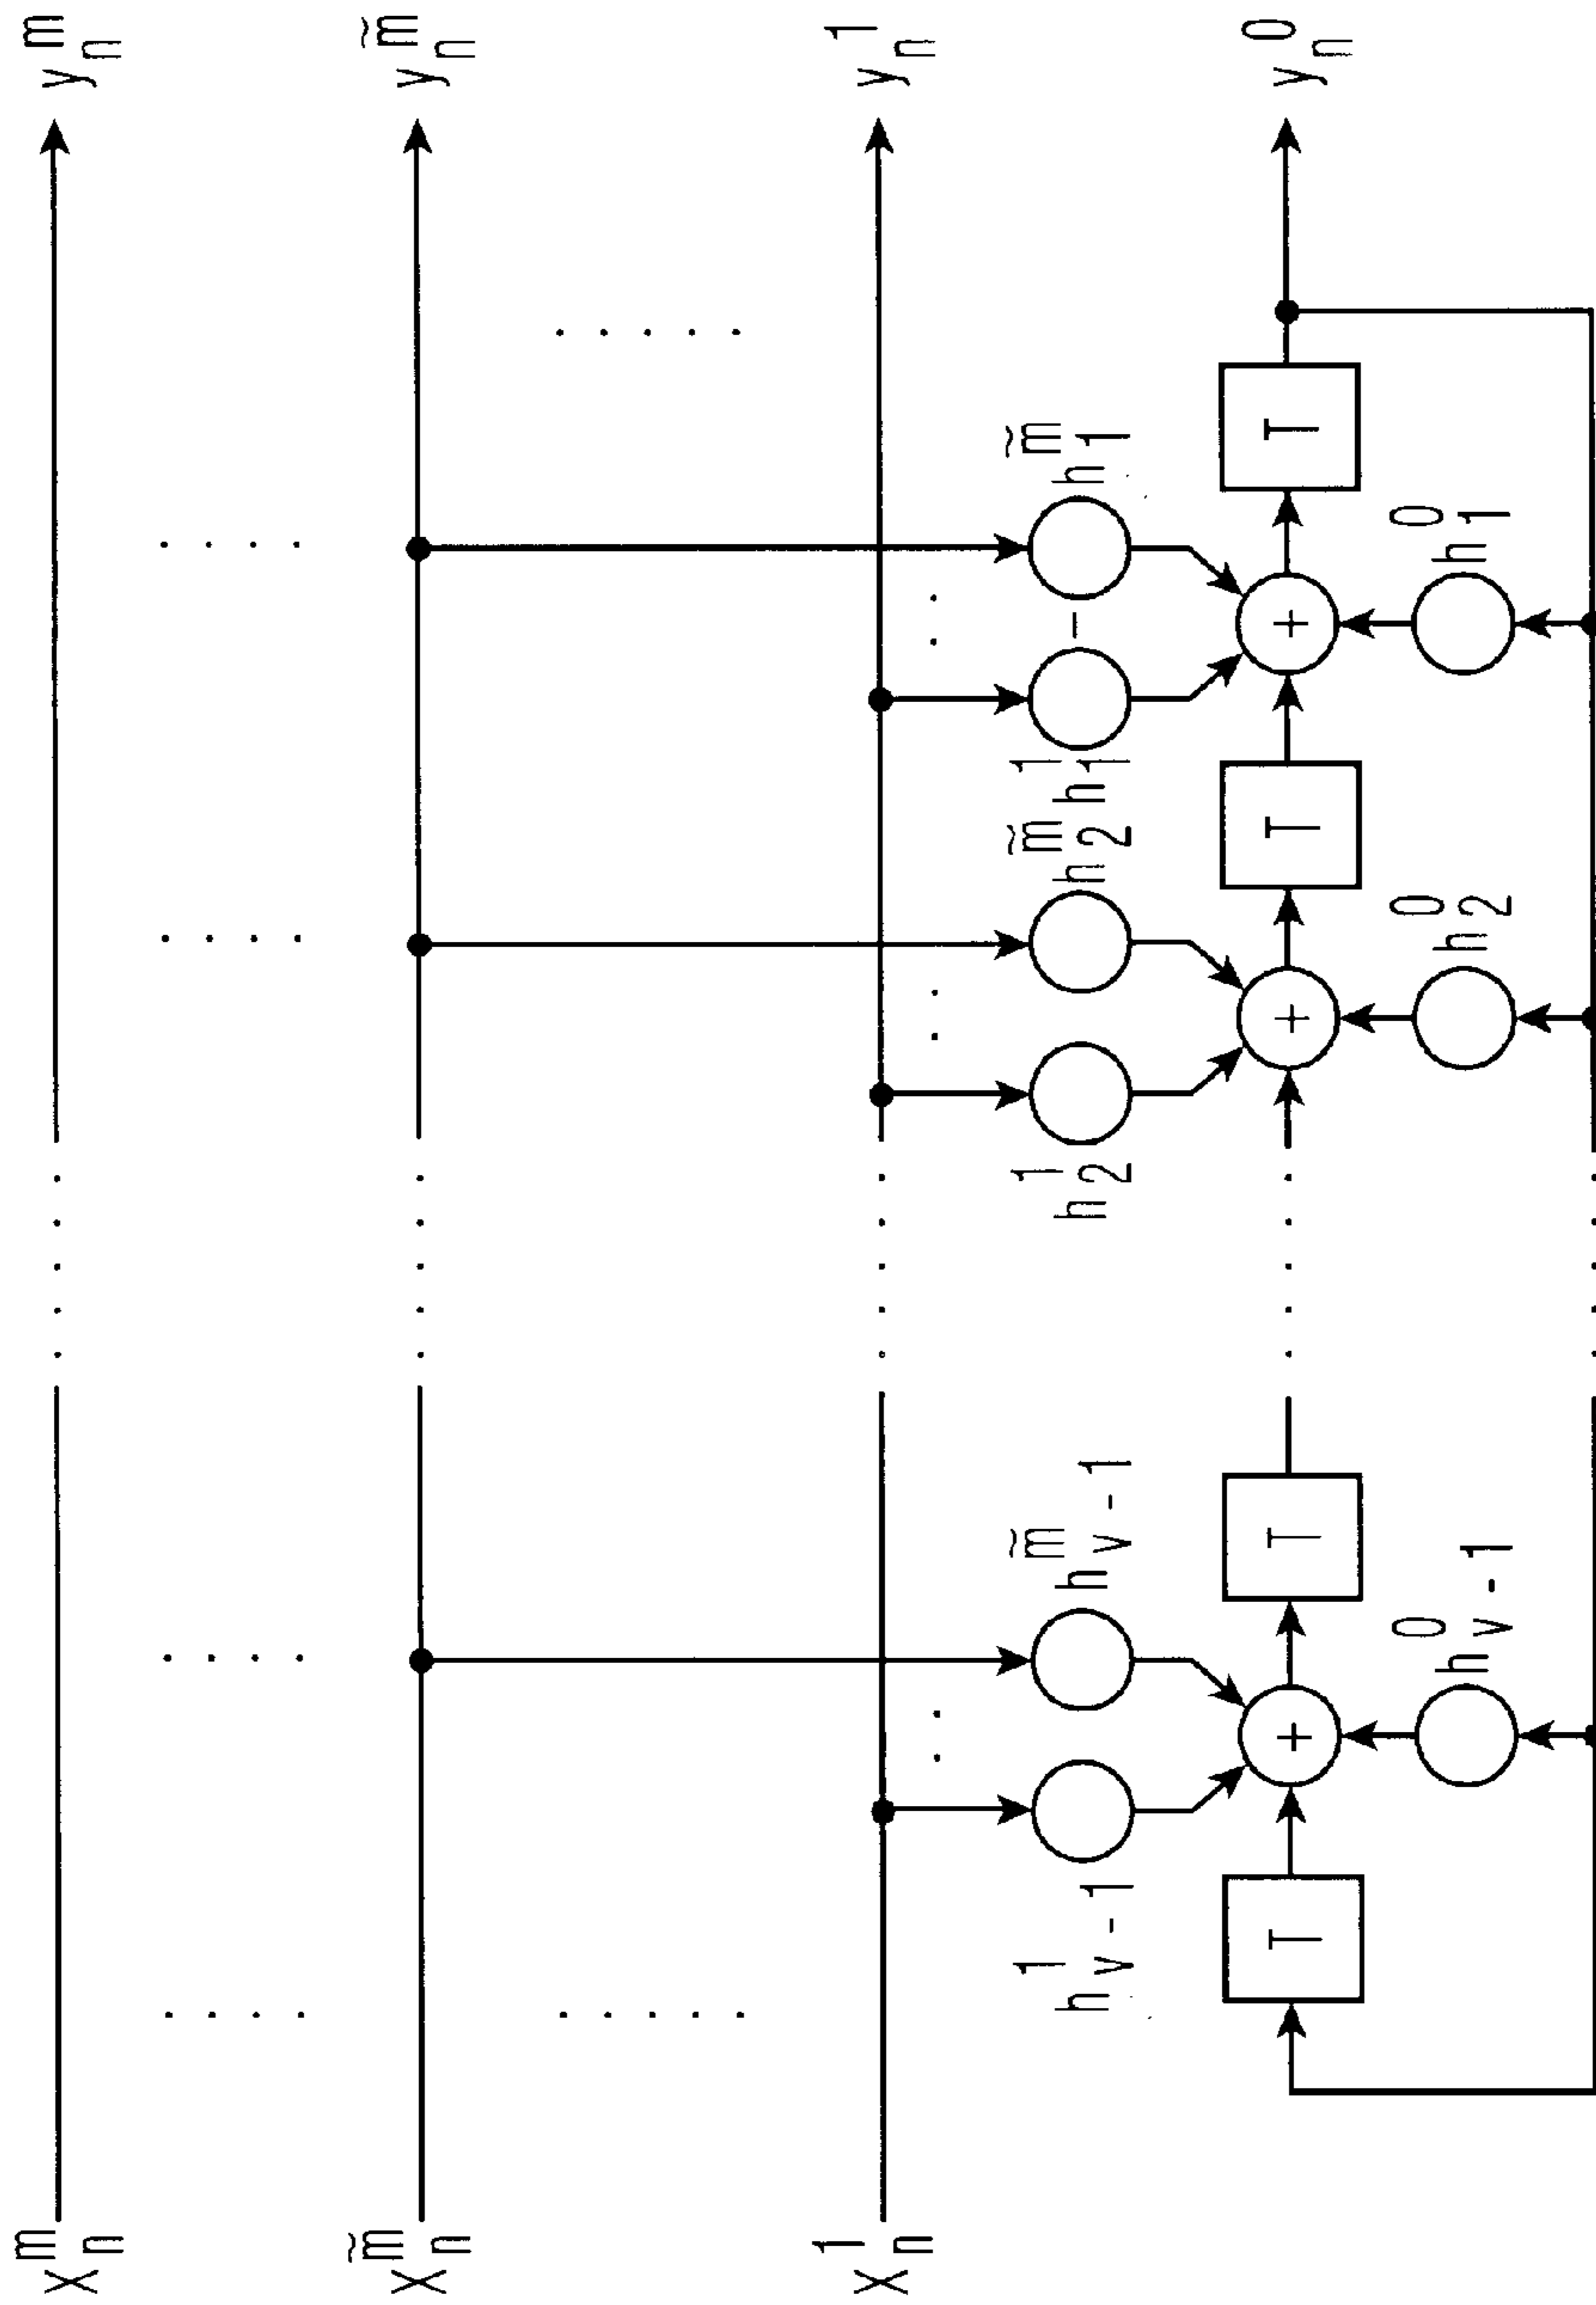 x_n^m
y_n^m
x_n^m̃
y_n^m̃
x_n^1
y_n^1
h_{v-1}^1
h_{v-1}^m̃
h_2^1
h_2^m̃
h_1^1
-
h_1^m̃
T
+
T
+
T
+
T
y_n^0
h_{v-1}^0
h_2^0
h_1^0